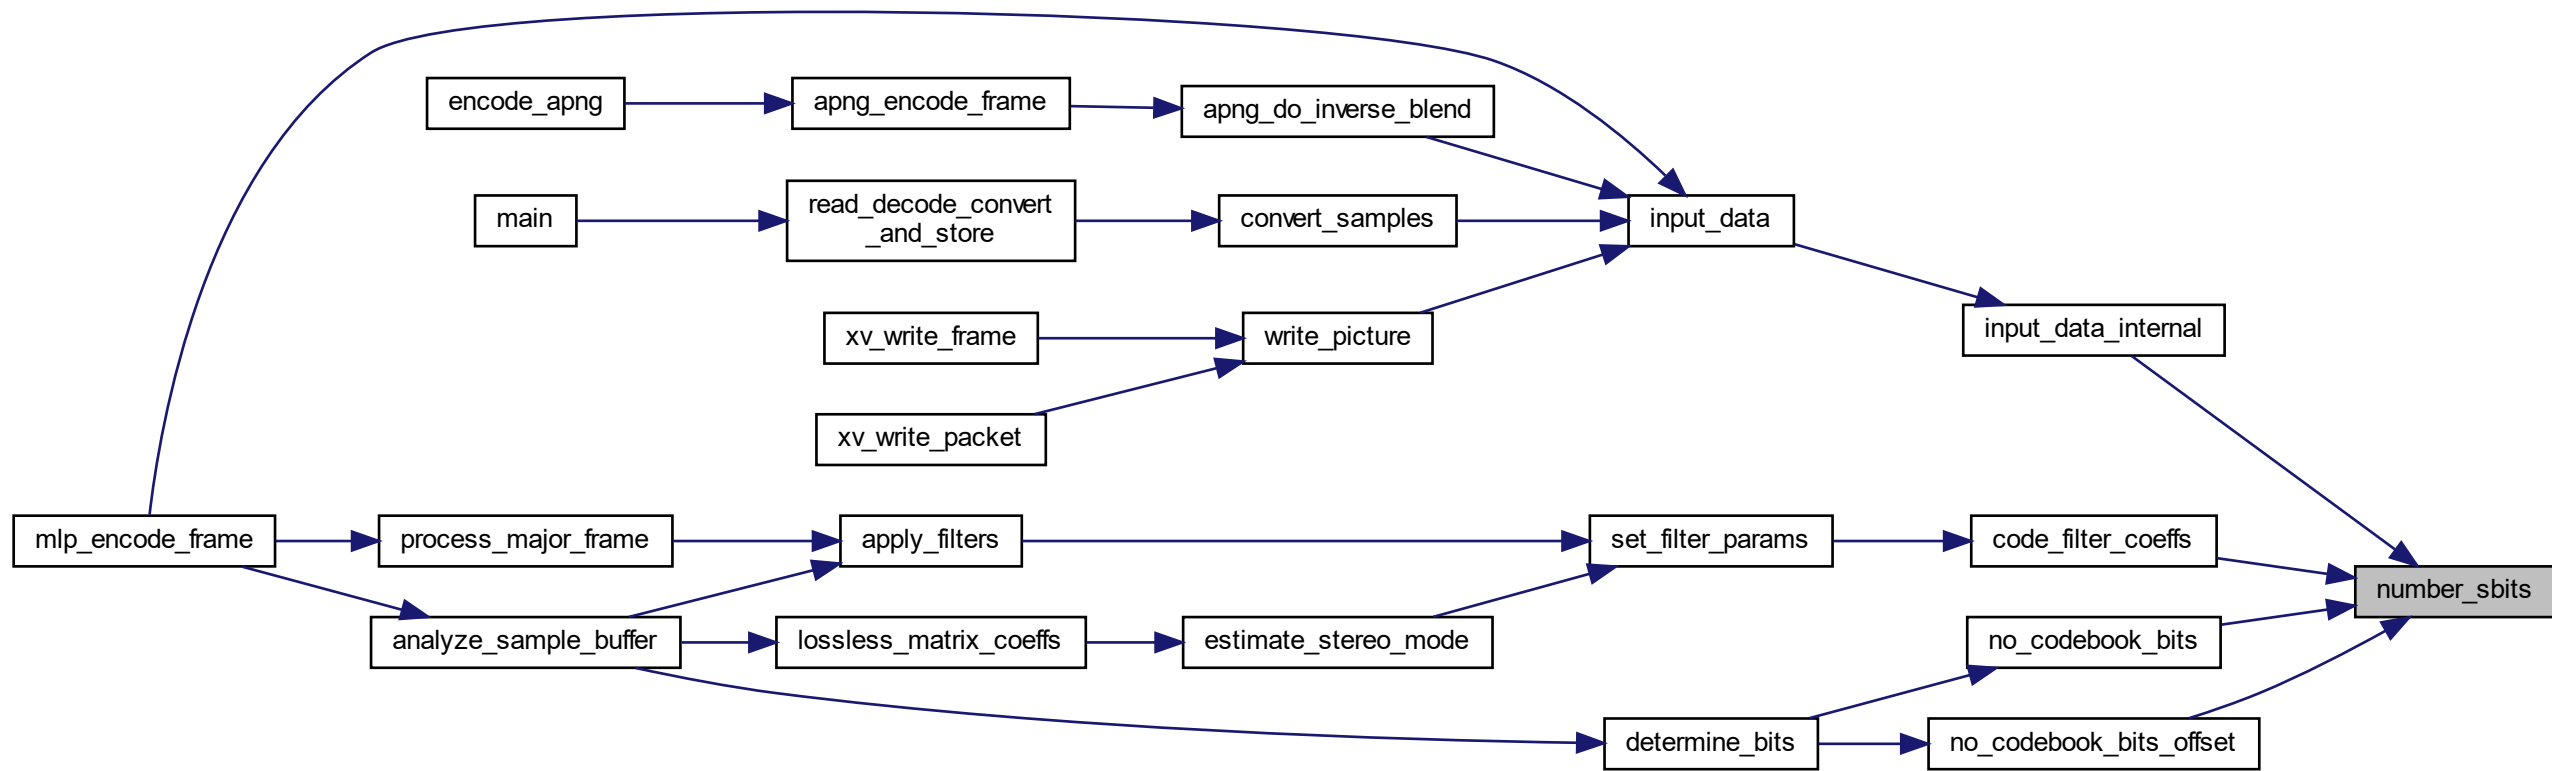 encode_apng
apng_encode_frame
apng_do_inverse_blend
main
read_decode_convert
_and_store
convert_samples
input_data
xv_write_frame
write_picture
input_data_internal
xv_write_packet
mlp_encode_frame
process_major_frame
apply_filters
set_filter_params
code_filter_coeffs
number_sbits
analyze_sample_buffer
lossless_matrix_coeffs
estimate_stereo_mode
no_codebook_bits
determine_bits
no_codebook_bits_offset